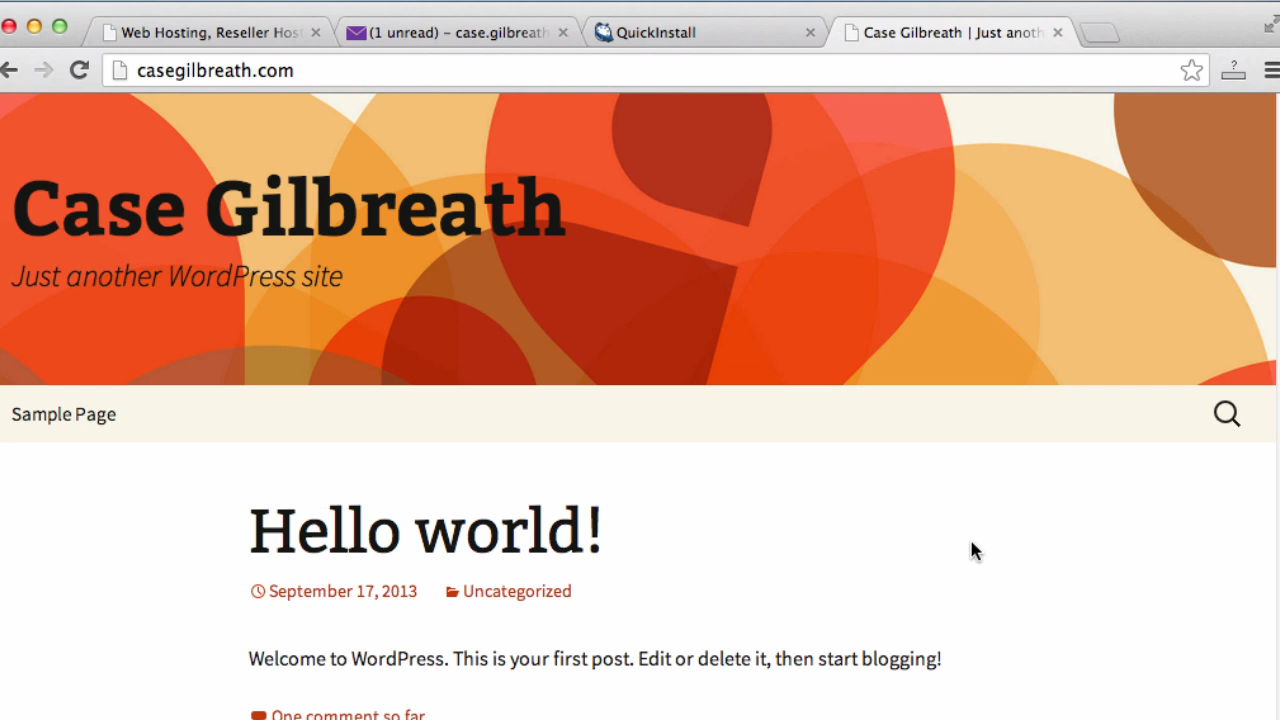 Web Hosting, Reseller Hos
(1 unread) – case.gilbreath
QuickInstall
Case Gilbreath | Just anoth
casegilbreath.com
?
Case Gilbreath
Just another WordPress site
Sample Page
Hello world!
September 17, 2013 Uncategorized
Welcome to WordPress. This is your first post. Edit or delete it, then start blogging!
One comment so far